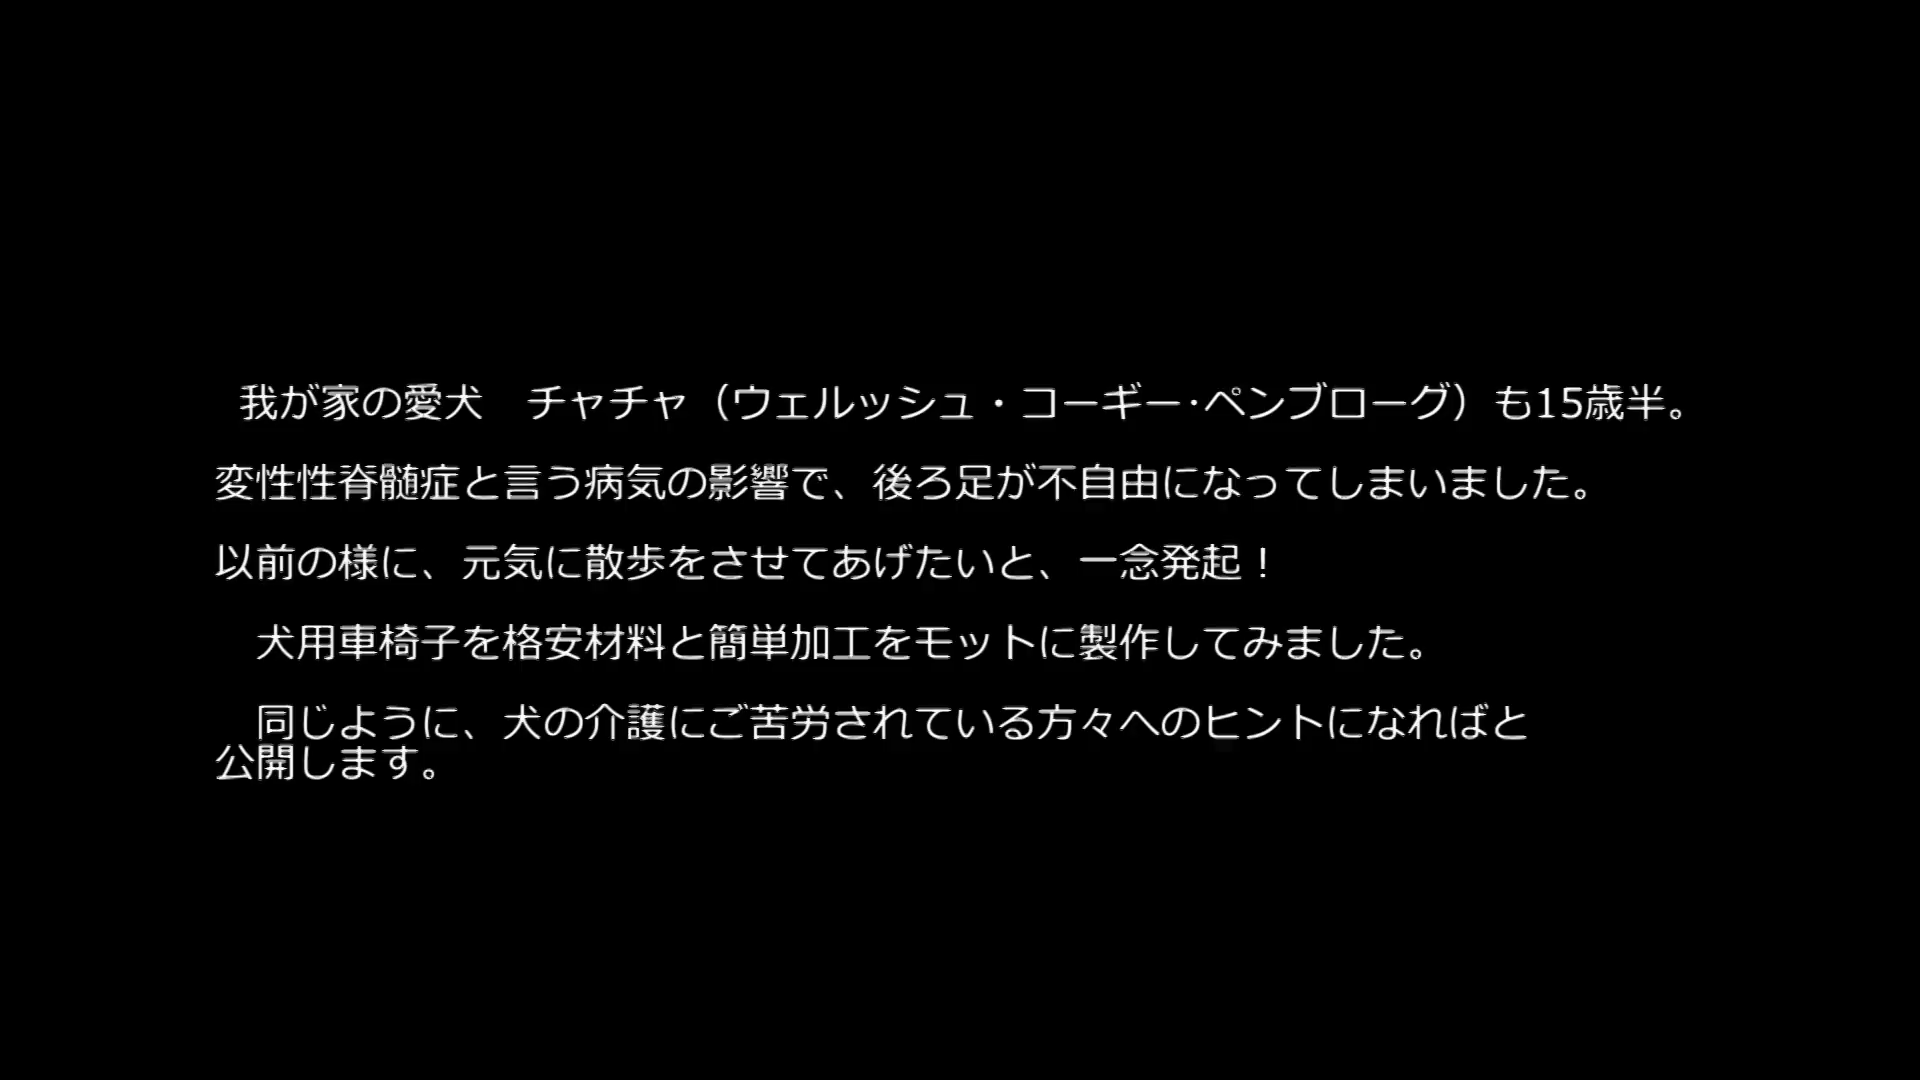 我が家の愛犬　チャチャ（ウェルッシュ・コーギー･ペンブローグ）も15歳半。
変性性脊髄症と言う病気の影響で、後ろ足が不自由になってしまいました。
以前の様に、元気に散歩をさせてあげたいと、一念発起！
犬用車椅子を格安材料と簡単加工をモットに製作してみました。
同じように、犬の介護にご苦労されている方々へのヒントになればと
公開します。